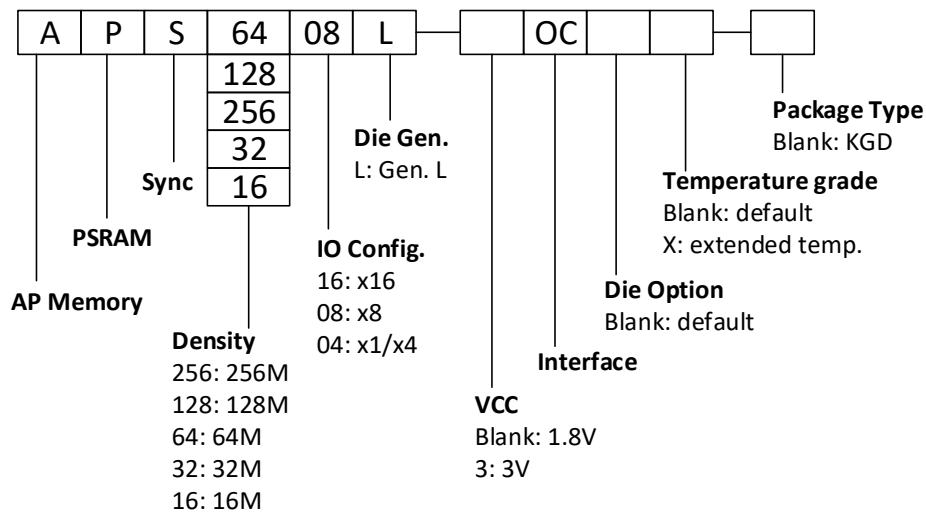 A P S 64 08 L OC
128
256
32
16
Sync
PSRAM
AP Memory
Density
256: 256M
128: 128M
64: 64M
32: 32M
16: 16M
Die Gen.
L: Gen. L
IO Config.
16: x16
08: x8
04: x1/x4
Package Type
Blank: KGD
Temperature grade
Blank: default
X: extended temp.
Die Option
Blank: default
Interface
VCC
Blank: 1.8V
3: 3V